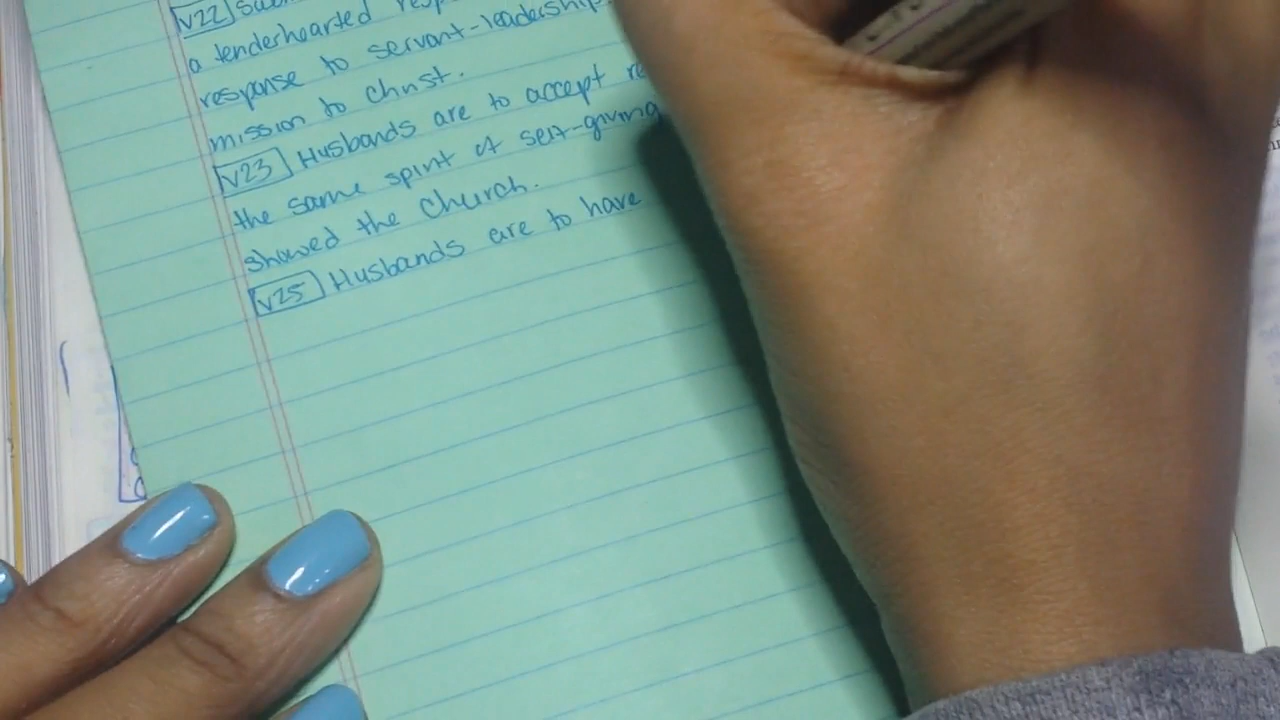 v22
a tenderhearted
response to servant-leadership.
mission to Christ.
v23 Husbands are to accept
the same spirit of self-giving
showed the church.
v25 Husbands are to have